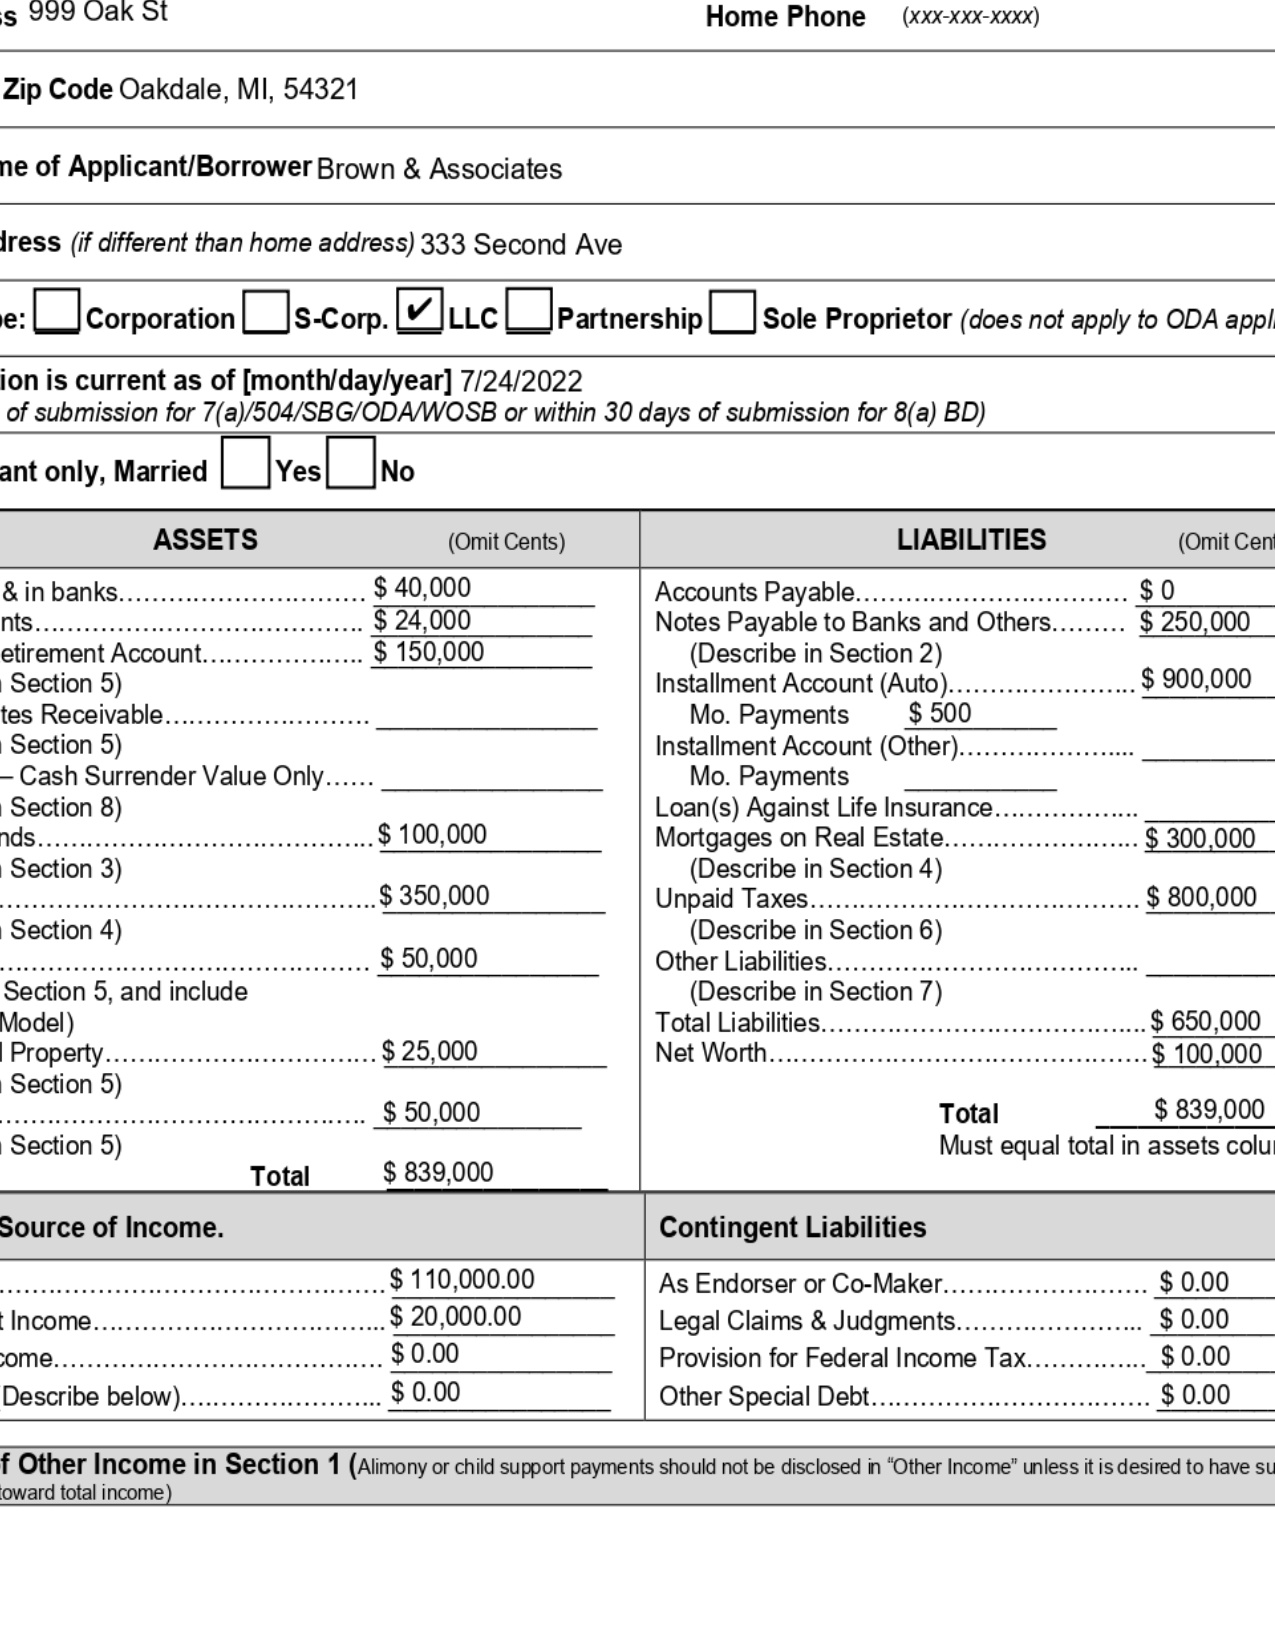 ss 999 Oak St Home Phone (xxx-xxx-xxxx)
Zip Code Oakdale, MI, 54321
me of Applicant/Borrower Brown & Associates
dress (if different than home address) 333 Second Ave
pe: Corporation S-Corp. ✔ LLC Partnership Sole Proprietor (does not apply to ODA appli
ion is current as of [month/day/year] 7/24/2022
of submission for 7(a)/504/SBG/ODA/WOSB or within 30 days of submission for 8(a) BD)
ant only, Married Yes No
ASSETS (Omit Cents) LIABILITIES (Omit Cent
& in banks.................................... $ 40,000 Accounts Payable.................................... $ 0
nts.................................... $ 24,000 Notes Payable to Banks and Others......... $ 250,000
etirement Account..................... $ 150,000 (Describe in Section 2)
n Section 5) Installment Account (Auto)......................... $ 900,000
tes Receivable............................ Mo. Payments $ 500
n Section 5) Installment Account (Other)........................
– Cash Surrender Value Only...... Mo. Payments
n Section 8) Loan(s) Against Life Insurance....................
nds.................................... $ 100,000 Mortgages on Real Estate......................... $ 300,000
n Section 3) (Describe in Section 4)
.................................... $ 350,000 Unpaid Taxes.................................... $ 800,000
n Section 4) (Describe in Section 6)
.................................... $ 50,000 Other Liabilities....................................
Section 5, and include (Describe in Section 7)
Model) Total Liabilities.................................... $ 650,000
l Property.................................... $ 25,000 Net Worth.................................... $ 100,000
n Section 5)
.................................... $ 50,000 Total $ 839,000
n Section 5) Must equal total in assets colu
Total $ 839,000
Source of Income. Contingent Liabilities
.................................... $ 110,000.00 As Endorser or Co-Maker......................... $ 0.00
t Income.................................... $ 20,000.00 Legal Claims & Judgments......................... $ 0.00
come.................................... $ 0.00 Provision for Federal Income Tax................ $ 0.00
(Describe below)......................... $ 0.00 Other Special Debt.................................... $ 0.00
of Other Income in Section 1 (Alimony or child support payments should not be disclosed in “Other Income” unless it is desired to have su
toward total income)